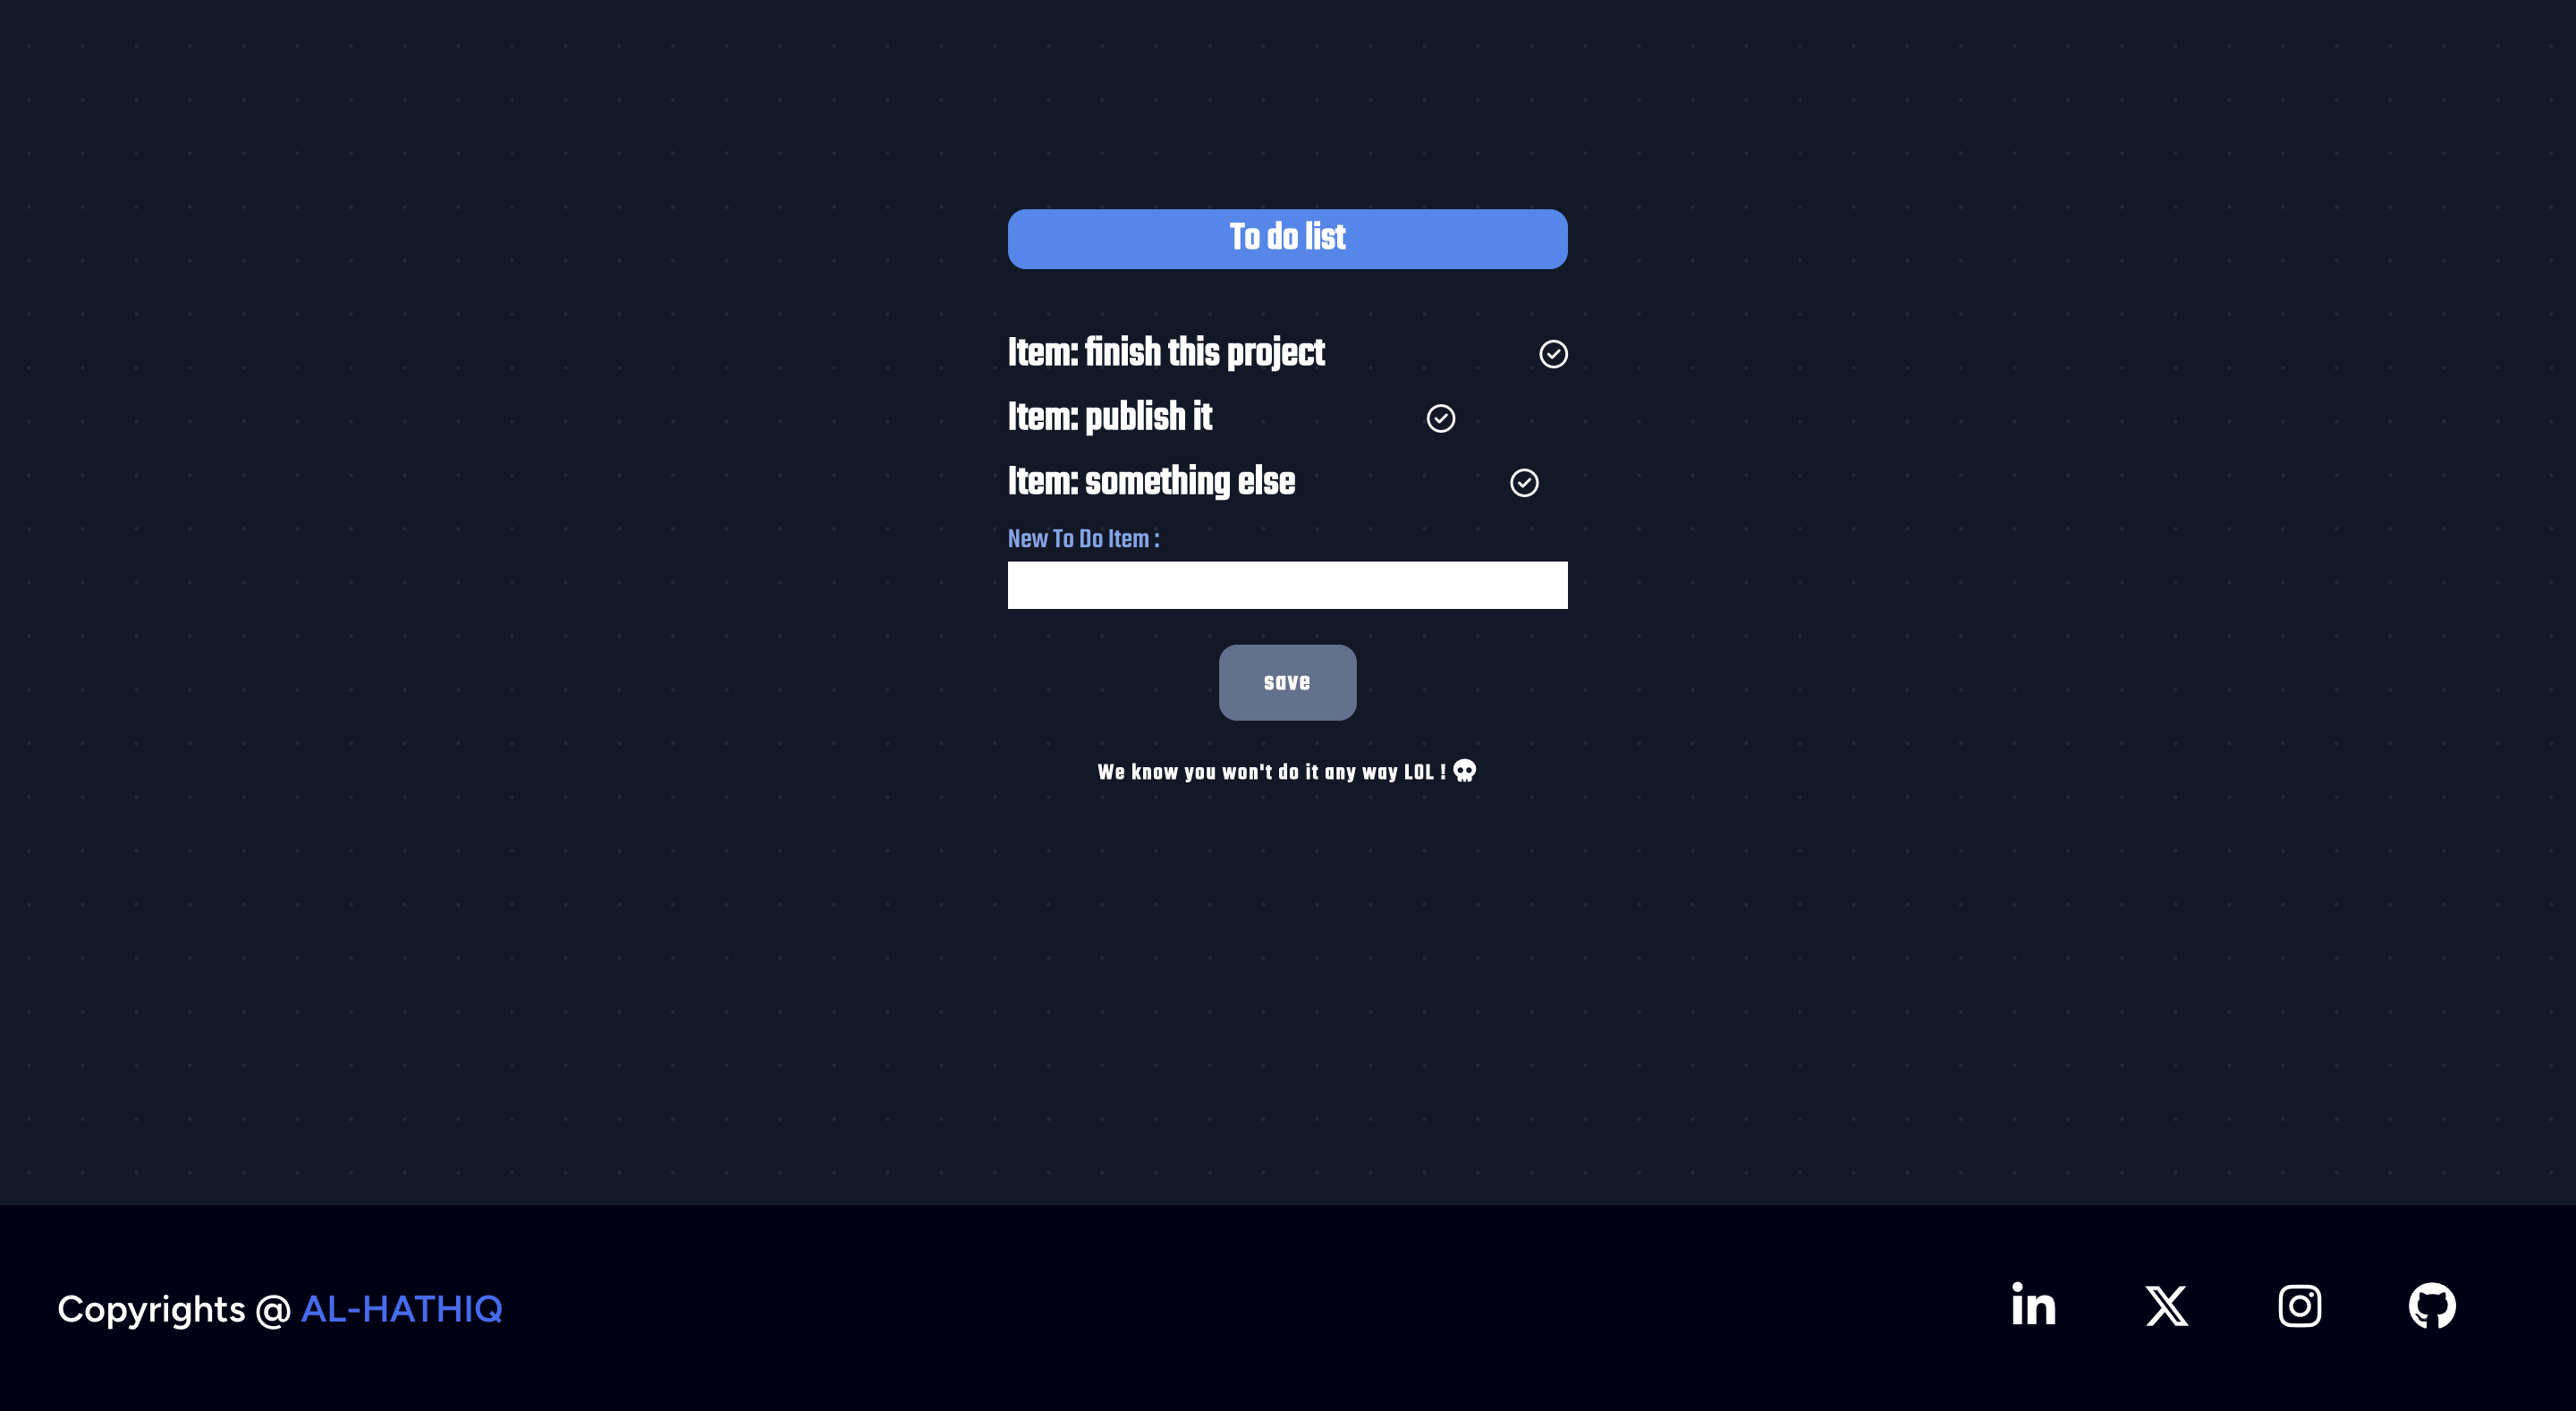 To do list
Item: finish this project
Item: publish it
Item: something else
New To Do Item :
save
We know you won't do it any way LOL !
Copyrights @ AL-HATHIQ